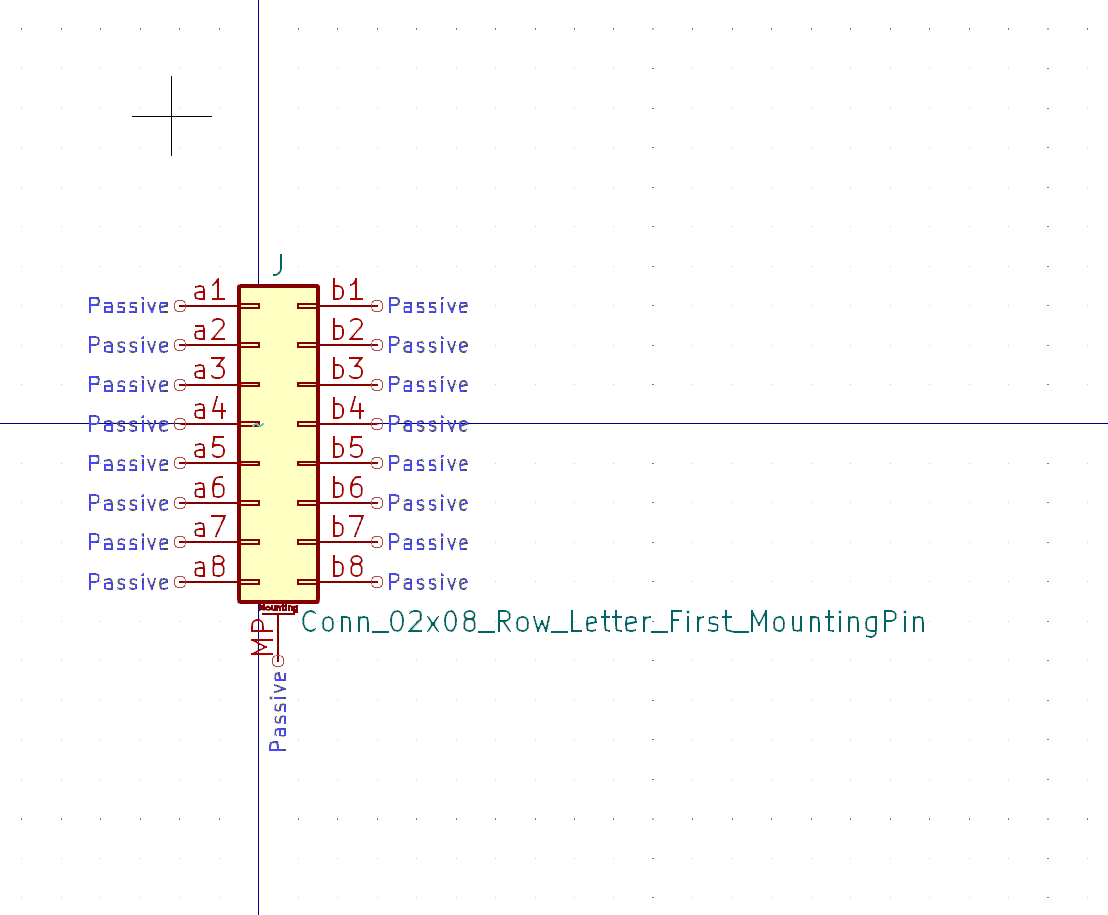 J
Passive a1 b1 Passive
Passive a2 b2 Passive
Passive a3 b3 Passive
Passive a4 b4 Passive
Passive a5 b5 Passive
Passive a6 b6 Passive
Passive a7 b7 Passive
Passive a8 b8 Passive
Mounting
MP
Conn_02x08_Row_Letter_First_MountingPin
Passive